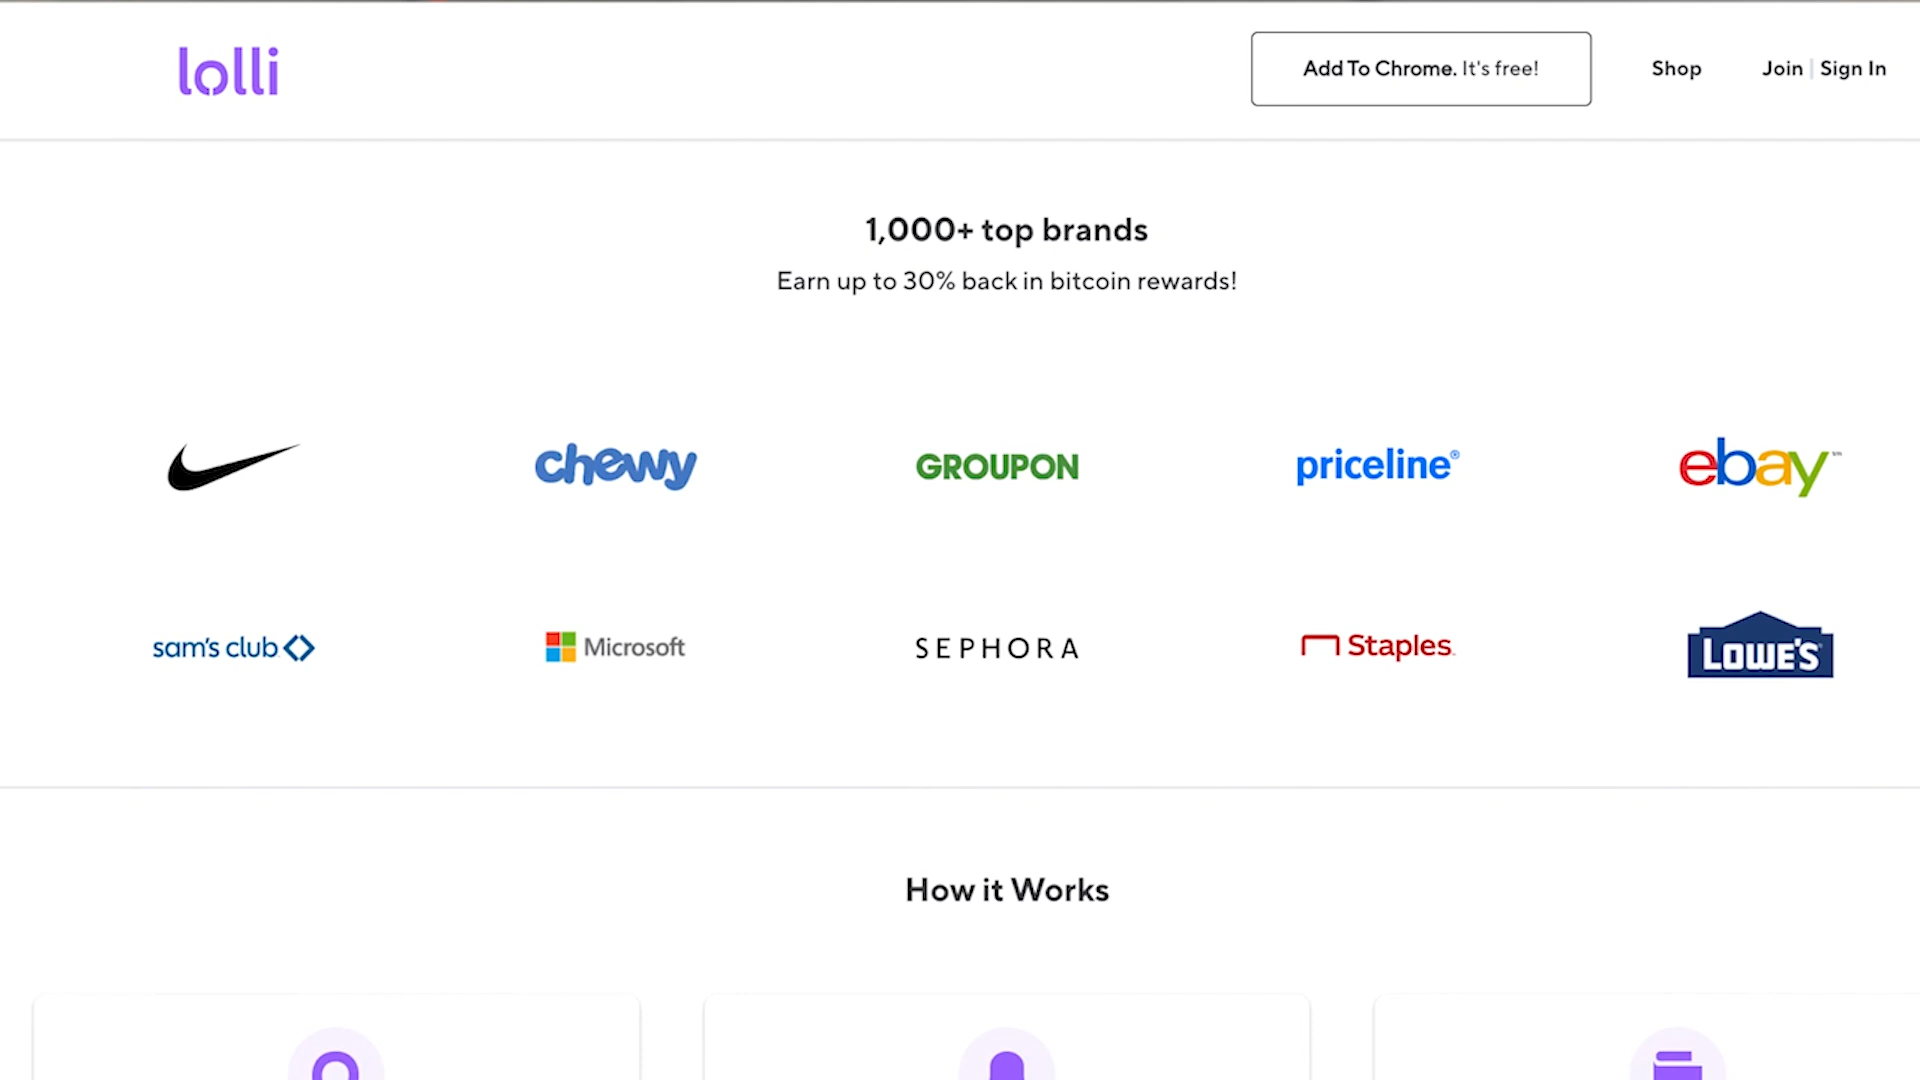 lolli
Add To Chrome. It's free!
Shop
Join | Sign In
1,000+ top brands
Earn up to 30% back in bitcoin rewards!
chewy
GROUPON
priceline®
ebay™
sam's club
Microsoft
SEPHORA
Staples
LOWE'S
How it Works